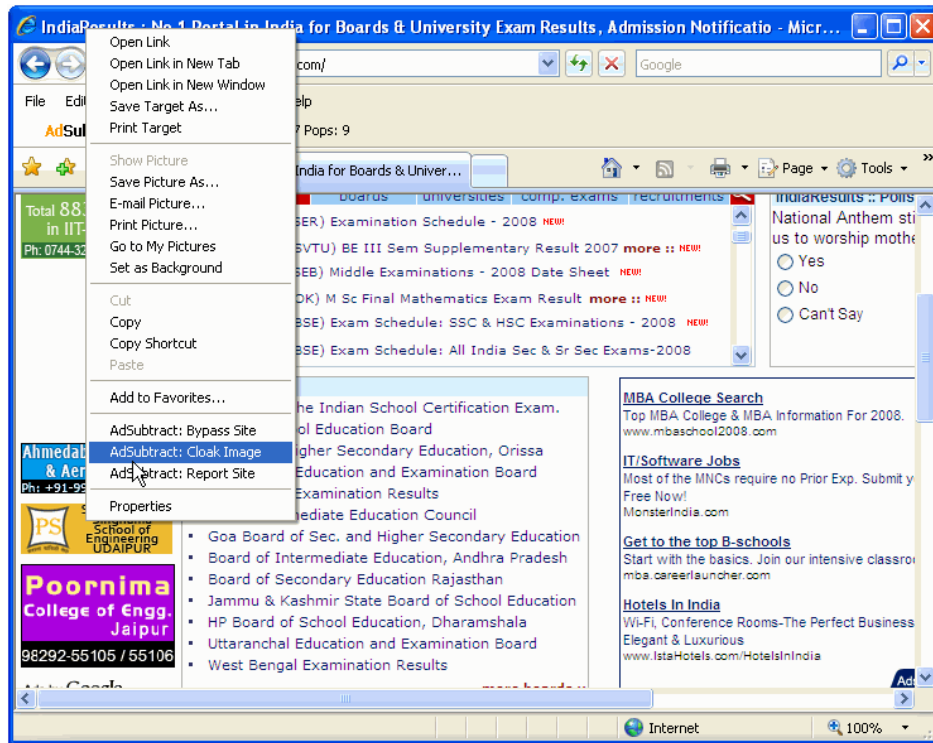 IndiaResults : No 1 Portal in India for Boards & University Exam Results, Admission Notificatio - Micr...
com/
Google
File Edi elp
AdSu 7 Pops: 9
India for Boards & Univer...
Page Tools »
Open Link
Open Link in New Tab
Open Link in New Window
Save Target As...
Print Target
Show Picture
Save Picture As...
E-mail Picture...
Print Picture...
Go to My Pictures
Set as Background
Cut
Copy
Copy Shortcut
Paste
Add to Favorites...
AdSubtract: Bypass Site
AdSubtract: Cloak Image
AdSubtract: Report Site
Properties
Total 883
in IIT-
Ph: 0744-32
Ahmedab
& Aer
Ph: +91-99
PS
School of
Engineering
UDAIPUR
Poornima
College of Engg.
Jaipur
98292-55105 / 55106
Ads by Google
boards universities comp. exams recruitments
SER) Examination Schedule - 2008 NEW!
SVTU) BE III Sem Supplementary Result 2007 more :: NEW!
SEB) Middle Examinations - 2008 Date Sheet NEW!
OK) M Sc Final Mathematics Exam Result more :: NEW!
BSE) Exam Schedule: SSC & HSC Examinations - 2008 NEW!
BSE) Exam Schedule: All India Sec & Sr Sec Exams-2008
he Indian School Certification Exam.
ol Education Board
igher Secondary Education, Orissa
Education and Examination Board
Examination Results
ediate Education Council
Goa Board of Sec. and Higher Secondary Education
Board of Intermediate Education, Andhra Pradesh
Board of Secondary Education Rajasthan
Jammu & Kashmir State Board of School Education
HP Board of School Education, Dharamshala
Uttaranchal Education and Examination Board
West Bengal Examination Results
more boards ::
IndiaResults :: Polls
National Anthem sti
us to worship mothe
Yes
No
Can't Say
MBA College Search
Top MBA College & MBA Information For 2008.
www.mbaschool2008.com
IT/Software Jobs
Most of the MNCs require no Prior Exp. Submit y
Free Now!
MonsterIndia.com
Get to the top B-schools
Start with the basics. Join our intensive classroo
mba.careerlauncher.com
Hotels In India
Wi-Fi, Conference Rooms-The Perfect Business
Elegant & Luxurious
www.IstaHotels.com/HotelsInIndia
Ads
Internet 100%